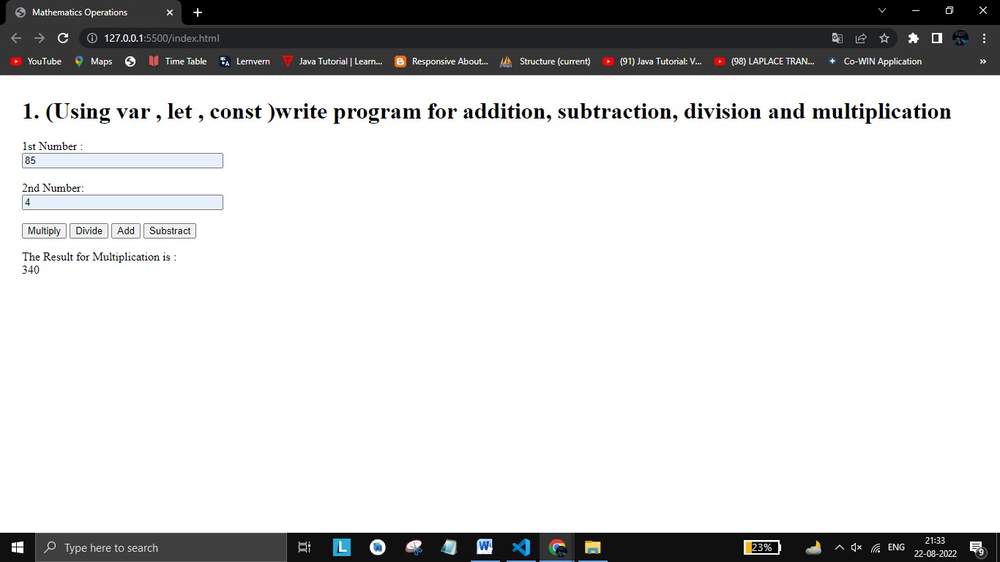 Mathematics Operations
127.0.0.1:5500/index.html
YouTube Maps Time Table Lernvern Java Tutorial | Learn... Responsive About... Structure (current) (91) Java Tutorial: V... (98) LAPLACE TRAN... Co-WIN Application »
1. (Using var , let , const )write program for addition, subtraction, division and multiplication
1st Number :
85
2nd Number:
4
Multiply Divide Add Substract
The Result for Multiplication is :
340
Type here to search L W 23% ENG 21:33
22-08-2022 9